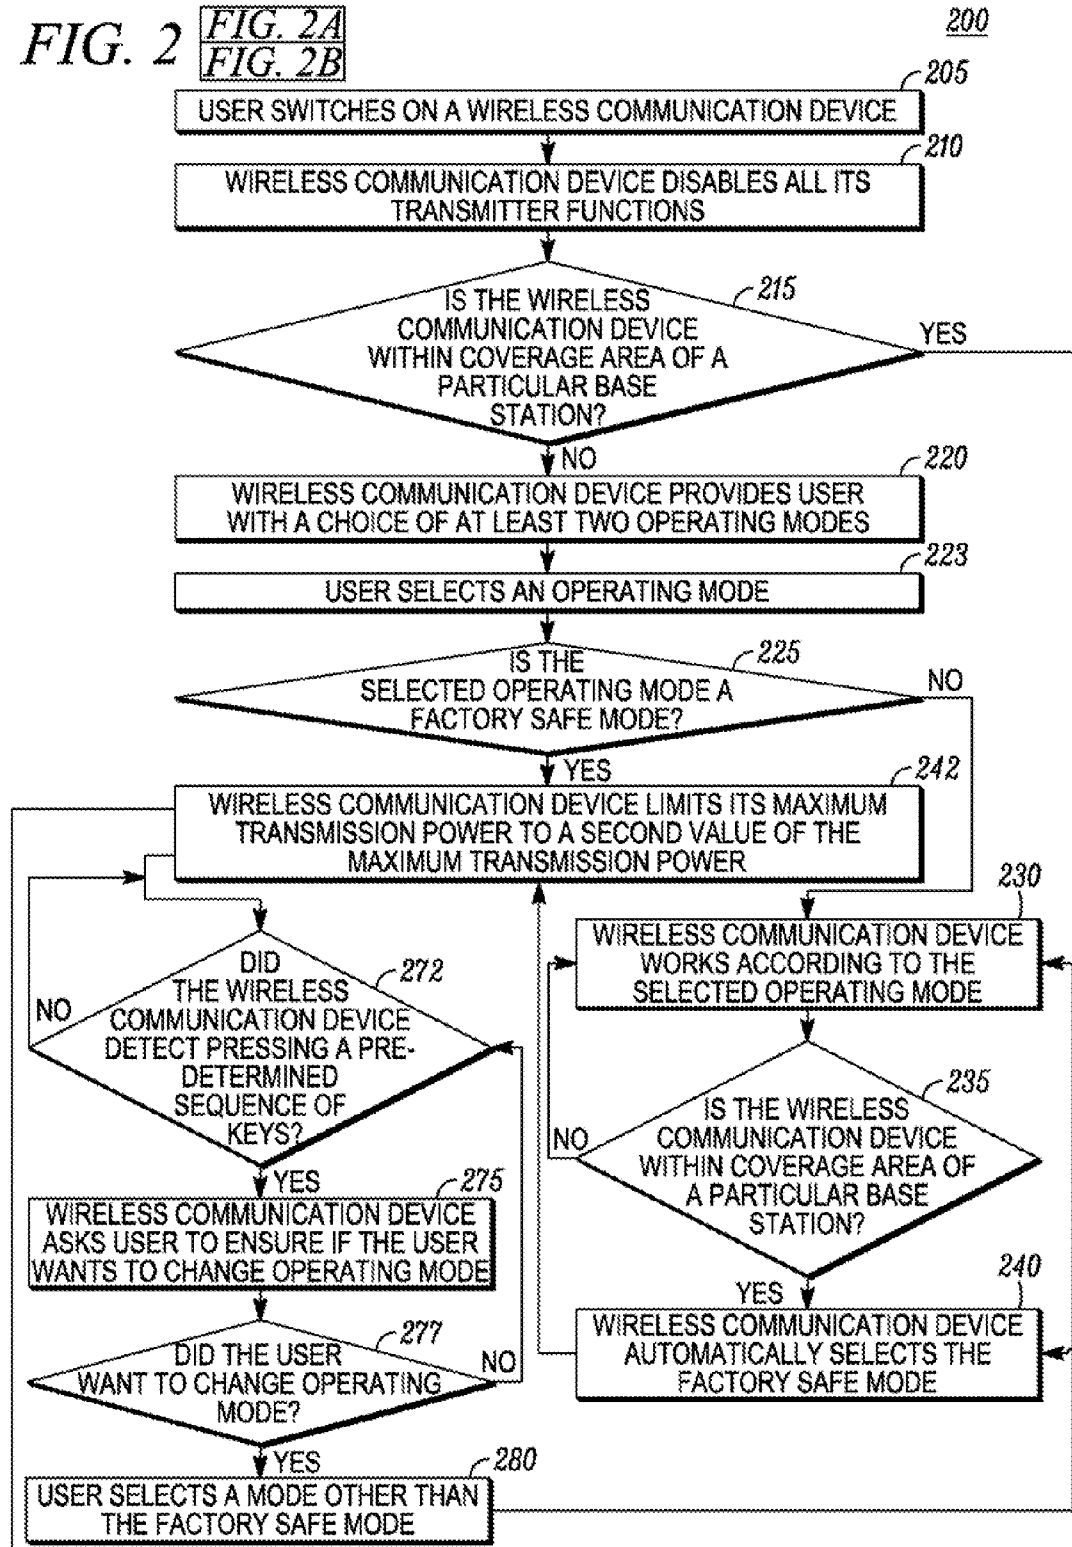 FIG. 2
FIG. 2A
FIG. 2B
200
205
USER SWITCHES ON A WIRELESS COMMUNICATION DEVICE
210
WIRELESS COMMUNICATION DEVICE DISABLES ALL ITS
TRANSMITTER FUNCTIONS
215
IS THE WIRELESS
COMMUNICATION DEVICE
WITHIN COVERAGE AREA OF A
PARTICULAR BASE
STATION?
YES
NO
220
WIRELESS COMMUNICATION DEVICE PROVIDES USER
WITH A CHOICE OF AT LEAST TWO OPERATING MODES
223
USER SELECTS AN OPERATING MODE
225
IS THE
SELECTED OPERATING MODE A
FACTORY SAFE MODE?
NO
YES
242
WIRELESS COMMUNICATION DEVICE LIMITS ITS MAXIMUM
TRANSMISSION POWER TO A SECOND VALUE OF THE
MAXIMUM TRANSMISSION POWER
230
WIRELESS COMMUNICATION DEVICE
WORKS ACCORDING TO THE
SELECTED OPERATING MODE
272
DID
THE WIRELESS
COMMUNICATION DEVICE
DETECT PRESSING A PRE-
DETERMINED
SEQUENCE OF
KEYS?
NO
YES
235
IS THE WIRELESS
COMMUNICATION DEVICE
WITHIN COVERAGE AREA OF
A PARTICULAR BASE
STATION?
NO
YES
275
WIRELESS COMMUNICATION DEVICE
ASKS USER TO ENSURE IF THE USER
WANTS TO CHANGE OPERATING MODE
240
WIRELESS COMMUNICATION DEVICE
AUTOMATICALLY SELECTS THE
FACTORY SAFE MODE
277
DID THE USER
WANT TO CHANGE OPERATING
MODE?
NO
YES
280
USER SELECTS A MODE OTHER THAN
THE FACTORY SAFE MODE